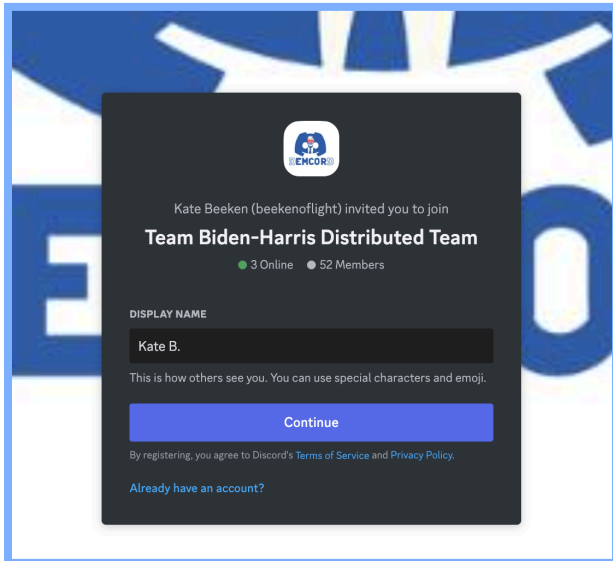 DEMCORD
Kate Beeken (beekenoflight) invited you to join
Team Biden-Harris Distributed Team
3 Online 52 Members
DISPLAY NAME
Kate B.
This is how others see you. You can use special characters and emoji.
Continue
By registering, you agree to Discord's Terms of Service and Privacy Policy.
Already have an account?